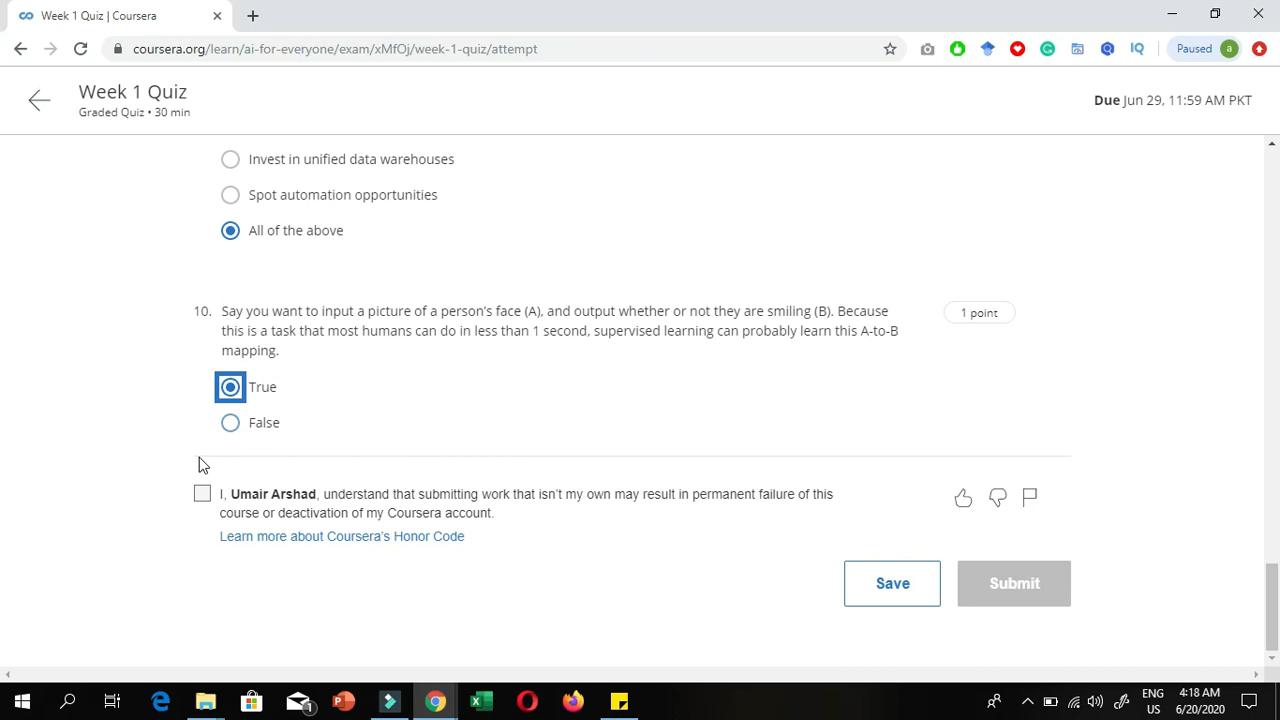 Week 1 Quiz | Coursera
coursera.org/learn/ai-for-everyone/exam/xMfOj/week-1-quiz/attempt
IQ
Paused
a
Week 1 Quiz
Graded Quiz • 30 min
Due Jun 29, 11:59 AM PKT
Invest in unified data warehouses
Spot automation opportunities
All of the above
10. Say you want to input a picture of a person's face (A), and output whether or not they are smiling (B). Because
this is a task that most humans can do in less than 1 second, supervised learning can probably learn this A-to-B
mapping.
1 point
True
False
I, Umair Arshad, understand that submitting work that isn't my own may result in permanent failure of this
course or deactivation of my Coursera account.
Learn more about Coursera's Honor Code
Save
Submit
1
ENG
US
4:18 AM
6/20/2020